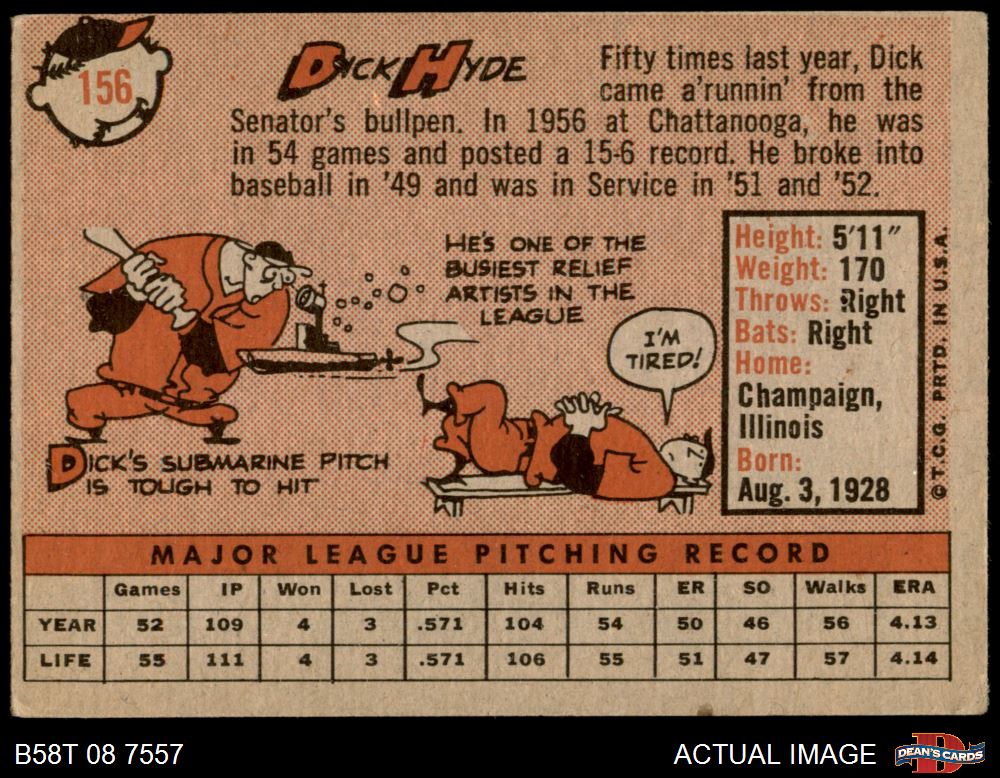 156
DICK HYDE
Fifty times last year, Dick
came a'runnin' from the
Senator's bullpen. In 1956 at Chattanooga, he was
in 54 games and posted a 15-6 record. He broke into
baseball in '49 and was in Service in '51 and '52.
HE'S ONE OF THE
BUSIEST RELIEF
ARTISTS IN THE
LEAGUE
I'M
TIRED!
DICK'S SUBMARINE PITCH
IS TOUGH TO HIT
Height: 5'11"
Weight: 170
Throws: Right
Bats: Right
Home:
Champaign,
Illinois
Born:
Aug. 3, 1928
© T.C.G. PRTD. IN U.S.A.
MAJOR LEAGUE PITCHING RECORD
Games IP Won Lost Pct Hits Runs ER SO Walks ERA
YEAR 52 109 4 3 .571 104 54 50 46 56 4.13
LIFE 55 111 4 3 .571 106 55 51 47 57 4.14
B58T 08 7557
ACTUAL IMAGE
D
DEAN'S CARDS